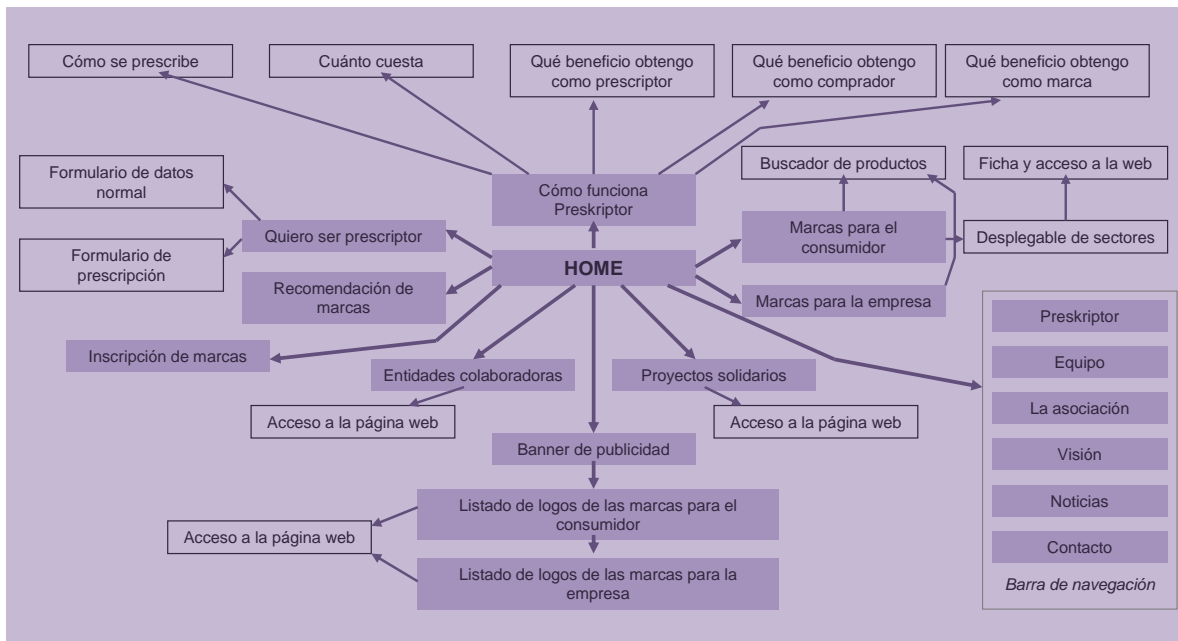 Cómo se prescribe
Cuánto cuesta
Qué beneficio obtengo
como prescriptor
Qué beneficio obtengo
como comprador
Qué beneficio obtengo
como marca
Formulario de datos
normal
Cómo funciona
Preskriptor
Buscador de productos
Ficha y acceso a la web
Quiero ser prescriptor
Marcas para el
consumidor
Desplegable de sectores
Formulario de
prescripción
HOME
Recomendación de
marcas
Marcas para la empresa
Inscripción de marcas
Entidades colaboradoras
Proyectos solidarios
Acceso a la página web
Acceso a la página web
Banner de publicidad
Listado de logos de las marcas para el
consumidor
Acceso a la página web
Listado de logos de las marcas para la
empresa
Preskriptor
Equipo
La asociación
Visión
Noticias
Contacto
Barra de navegación